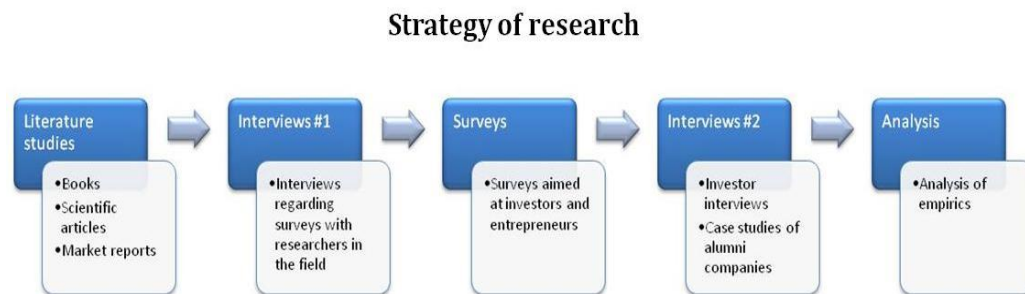 Strategy of research
Literature
studies
•Books
•Scientific
articles
•Market reports
Interviews #1
•Interviews
regarding
surveys with
researchers in
the field
Surveys
•Surveys aimed
at investors and
entrepreneurs
Interviews #2
•Investor
interviews
•Case studies of
alumni
companies
Analysis
•Analysis of
empirics